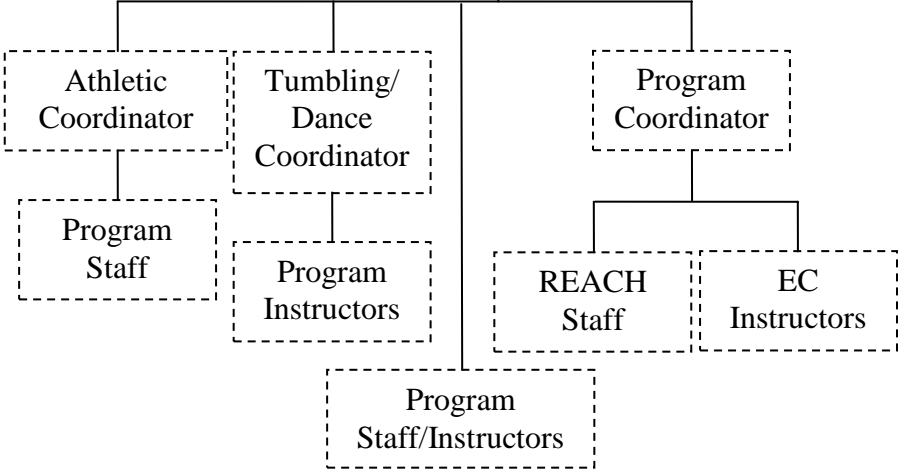 Athletic
Coordinator
Tumbling/
Dance
Coordinator
Program
Coordinator
Program
Staff
Program
Instructors
REACH
Staff
EC
Instructors
Program
Staff/Instructors